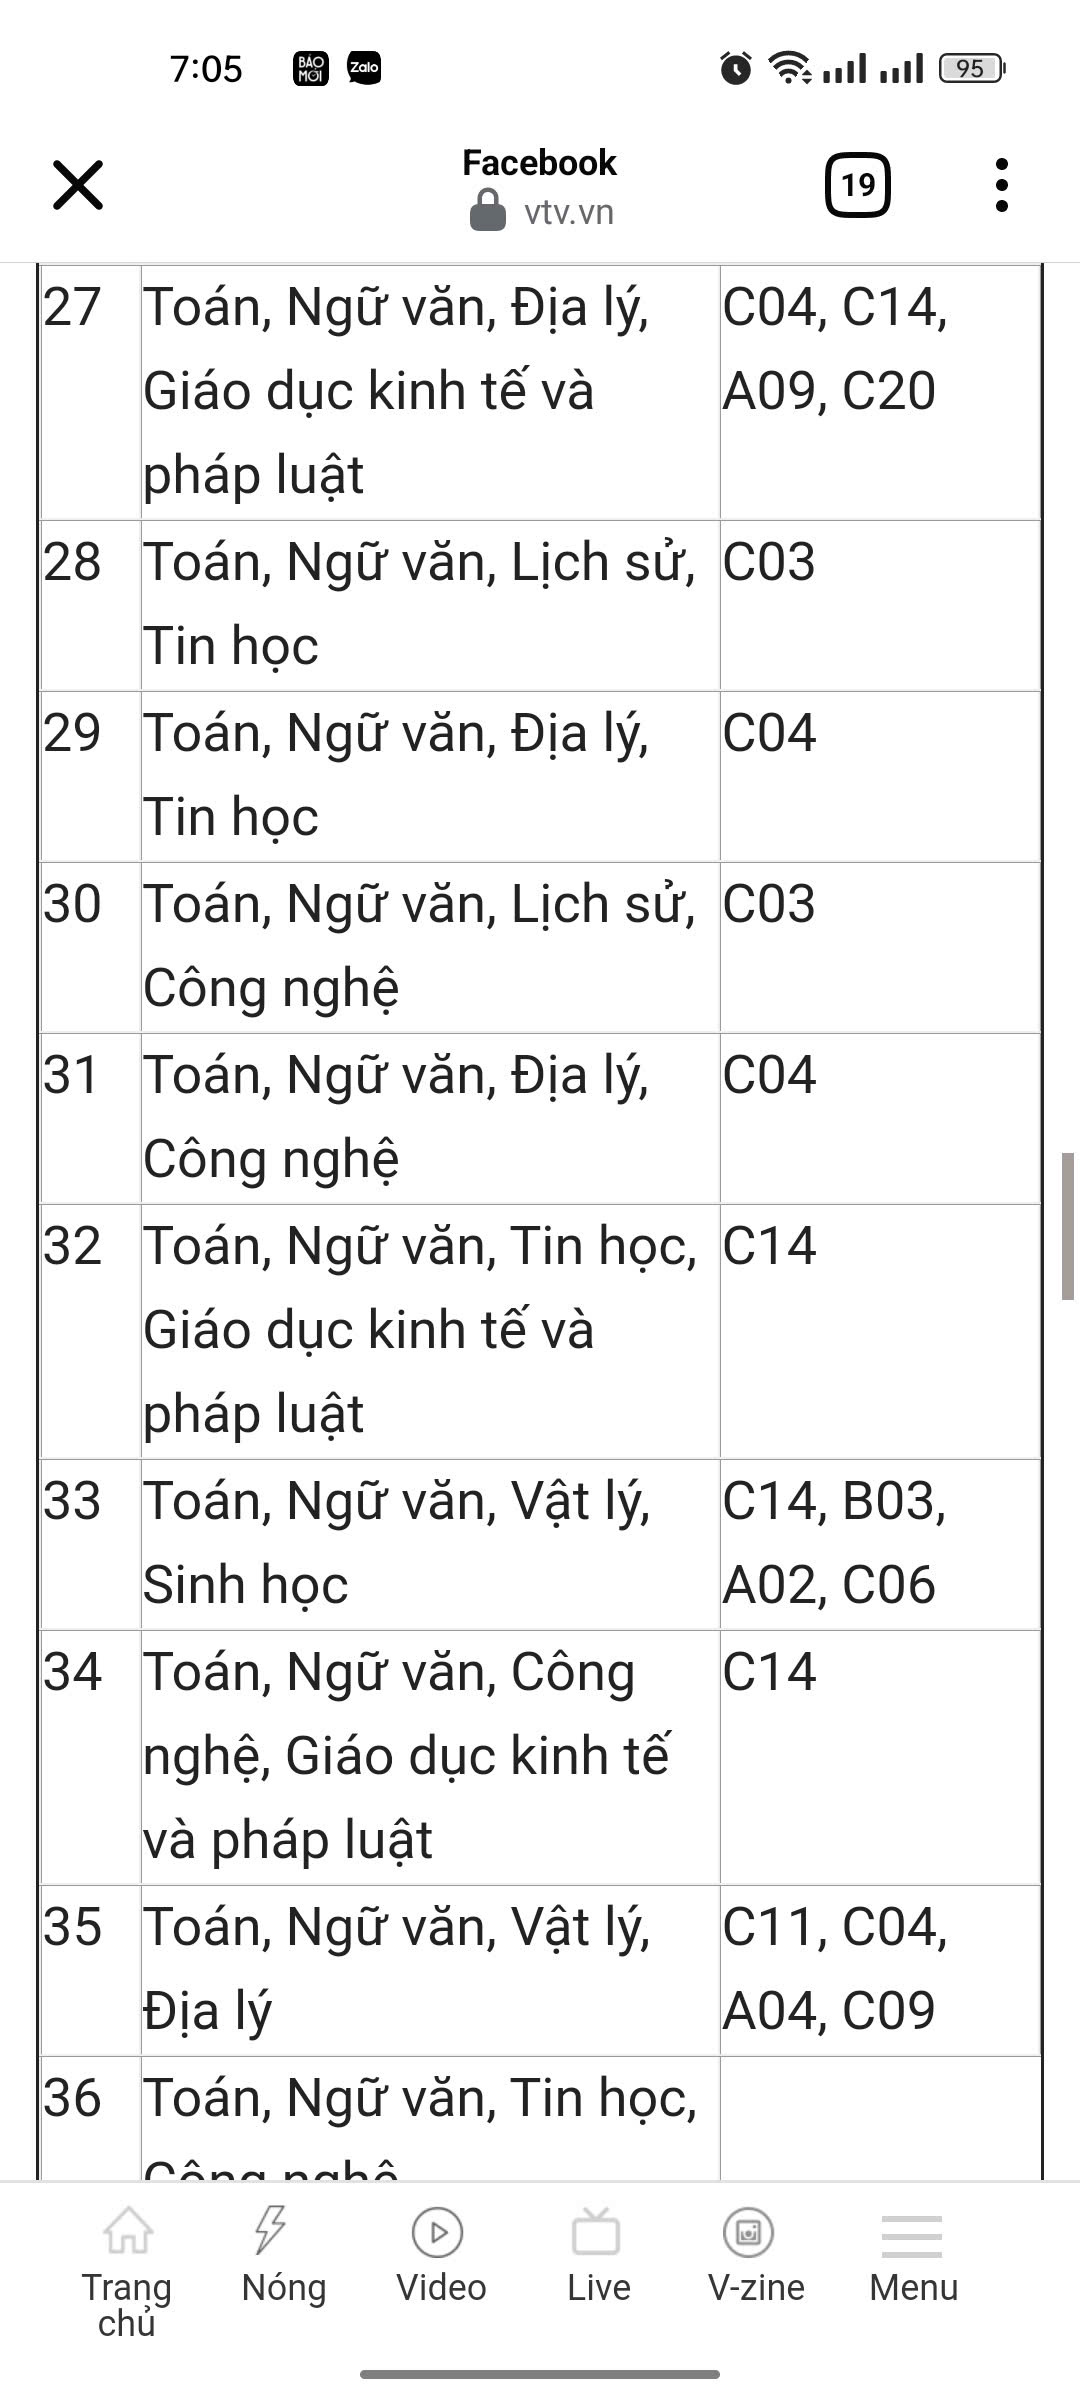 7:05
BÁO
MỚI
Zalo
95
Facebook
19
vtv.vn
27 Toán, Ngữ văn, Địa lý, C04, C14,
Giáo dục kinh tế và A09, C20
pháp luật
28 Toán, Ngữ văn, Lịch sử, C03
Tin học
29 Toán, Ngữ văn, Địa lý, C04
Tin học
30 Toán, Ngữ văn, Lịch sử, C03
Công nghệ
31 Toán, Ngữ văn, Địa lý, C04
Công nghệ
32 Toán, Ngữ văn, Tin học, C14
Giáo dục kinh tế và
pháp luật
33 Toán, Ngữ văn, Vật lý, C14, B03,
Sinh học A02, C06
34 Toán, Ngữ văn, Công C14
nghệ, Giáo dục kinh tế
và pháp luật
35 Toán, Ngữ văn, Vật lý, C11, C04,
Địa lý A04, C09
36 Toán, Ngữ văn, Tin học,
Công nghệ
Trang Nóng Video Live V-zine Menu
chủ